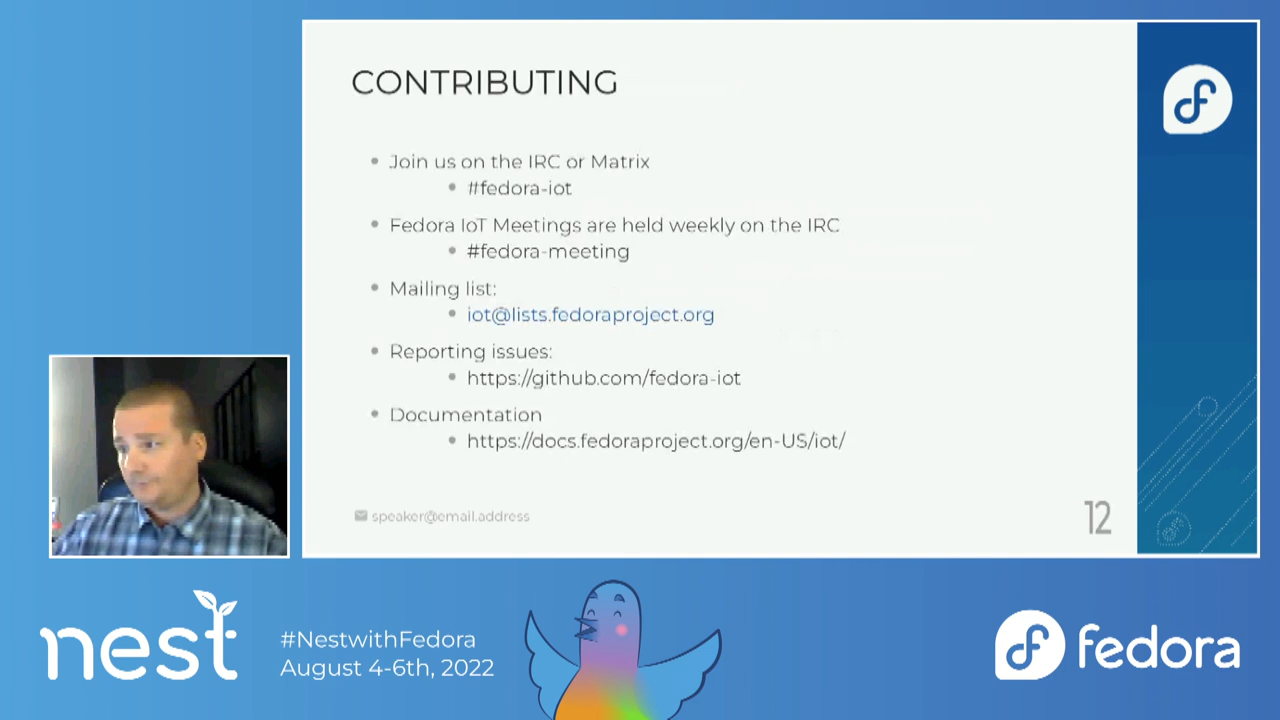 CONTRIBUTING
Join us on the IRC or Matrix
#fedora-iot
Fedora IoT Meetings are held weekly on the IRC
#fedora-meeting
Mailing list:
iot@lists.fedoraproject.org
Reporting issues:
https://github.com/fedora-iot
Documentation
https://docs.fedoraproject.org/en-US/iot/
speaker@email.address
12
nest
#NestwithFedora
August 4-6th, 2022
fedora